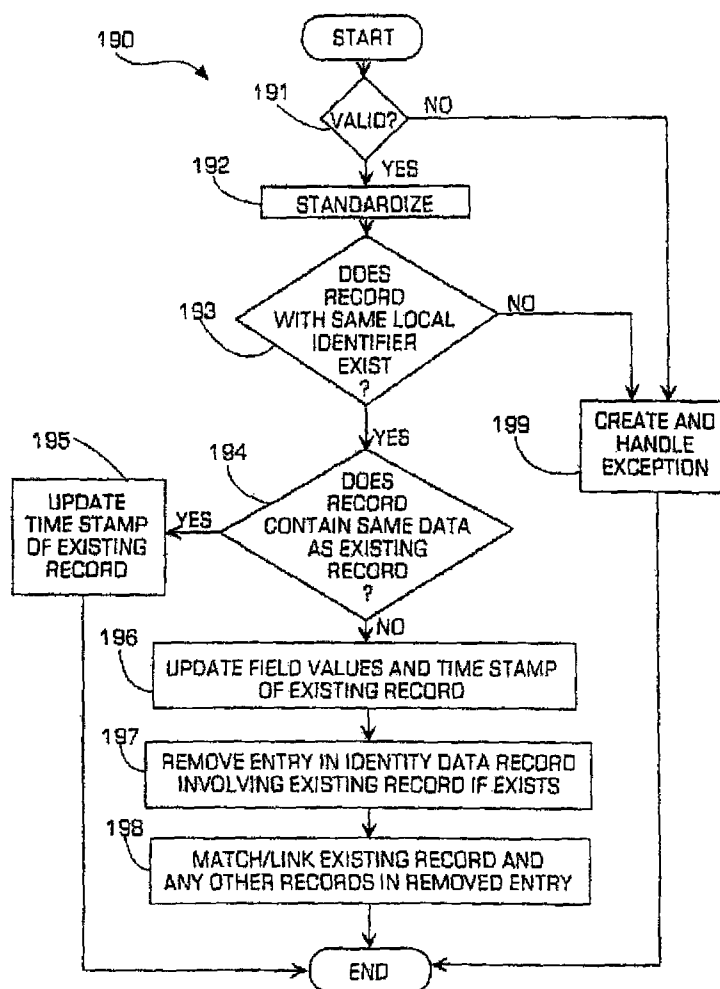 190
START
191
VALID?
NO
YES
192
STANDARDIZE
193
DOES
RECORD
WITH SAME LOCAL
IDENTIFIER
EXIST
?
NO
YES
199
CREATE AND
HANDLE
EXCEPTION
195
UPDATE
TIME STAMP
OF EXISTING
RECORD
YES
194
DOES
RECORD
CONTAIN SAME DATA
AS EXISTING
RECORD
?
NO
196
UPDATE FIELD VALUES AND TIME STAMP
OF EXISTING RECORD
197
REMOVE ENTRY IN IDENTITY DATA RECORD
INVOLVING EXISTING RECORD IF EXISTS
198
MATCH/LINK EXISTING RECORD AND
ANY OTHER RECORDS IN REMOVED ENTRY
END